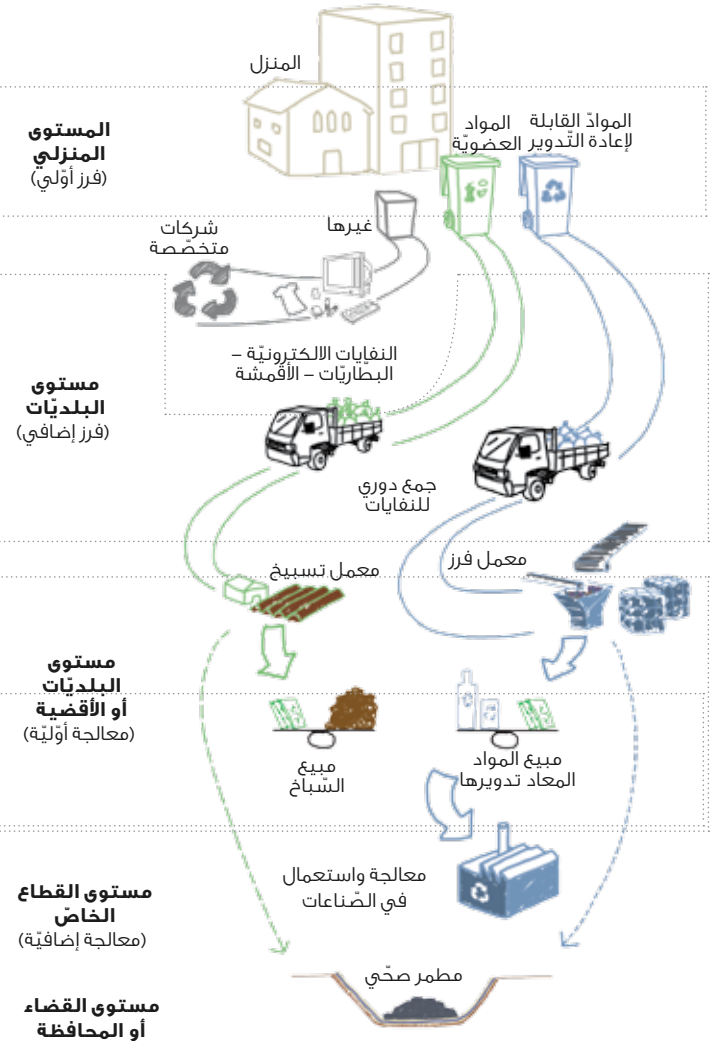 المنزل
المستوى
المنزلي
(فرز أوّلي)
الموادّ القابلة
لإعادة التّدوير
المواد
العضويّة
غيرها
شركات
متخصّصة
النفايات الالكترونيّة –
البطّاريّات – الأقمشة
مستوى
البلديّات
(فرز إضافي)
جمع دوري
للنفايات
معمل فرز
معمل تسبيخ
مستوى
البلديّات
أو الأقضية
(معالجة أوّليّة)
مبيع المواد
المعاد تدويرها
مبيع
السّباخ
معالجة واستعمال
في الصّناعات
مستوى القطاع
الخاصّ
(معالجة إضافيّة)
مطمر صحّي
مستوى القضاء
أو المحافظة